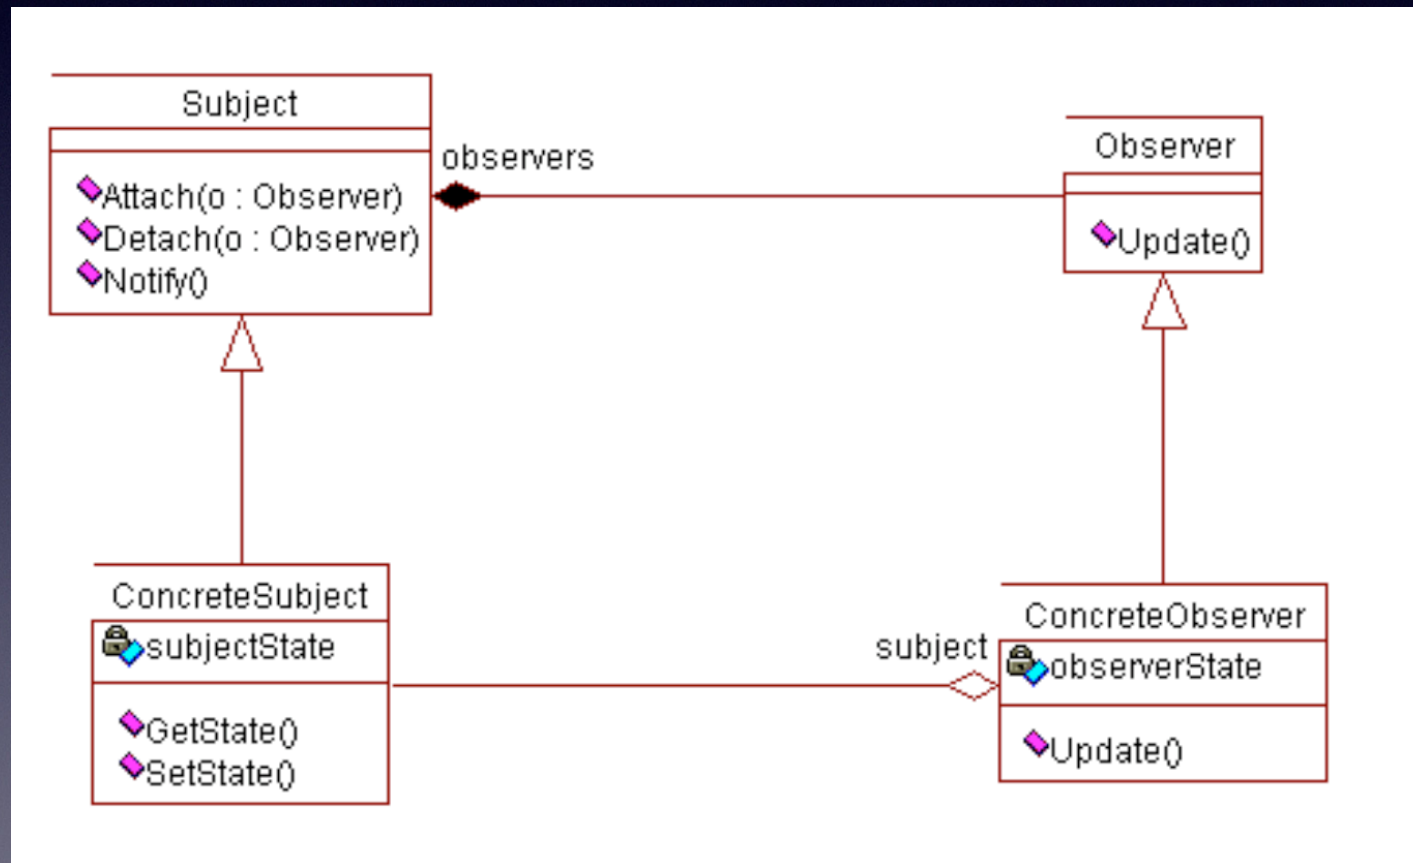 Subject
Attach(o : Observer)
Detach(o : Observer)
Notify()
observers
Observer
Update()
ConcreteSubject
subjectState
GetState()
SetState()
subject
ConcreteObserver
observerState
Update()